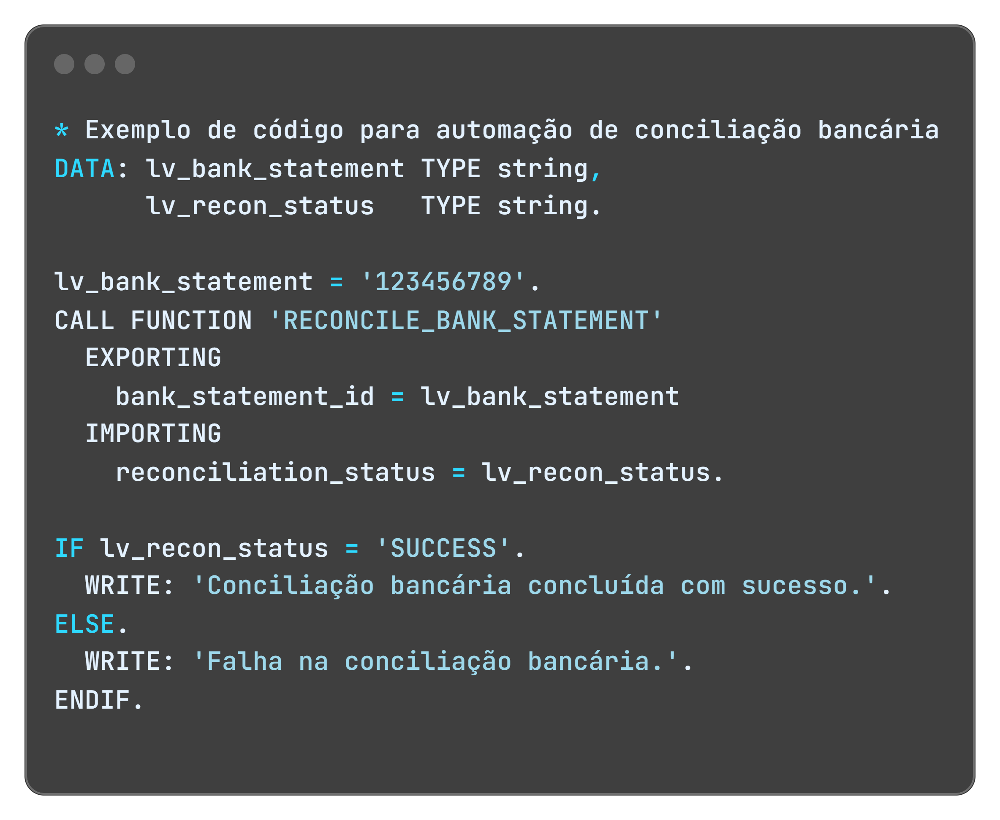 * Exemplo de código para automação de conciliação bancária
DATA: lv_bank_statement TYPE string,
      lv_recon_status   TYPE string.
lv_bank_statement = '123456789'.
CALL FUNCTION 'RECONCILE_BANK_STATEMENT'
  EXPORTING
    bank_statement_id = lv_bank_statement
  IMPORTING
    reconciliation_status = lv_recon_status.
IF lv_recon_status = 'SUCCESS'.
  WRITE: 'Conciliação bancária concluída com sucesso.'.
ELSE.
  WRITE: 'Falha na conciliação bancária.'.
ENDIF.